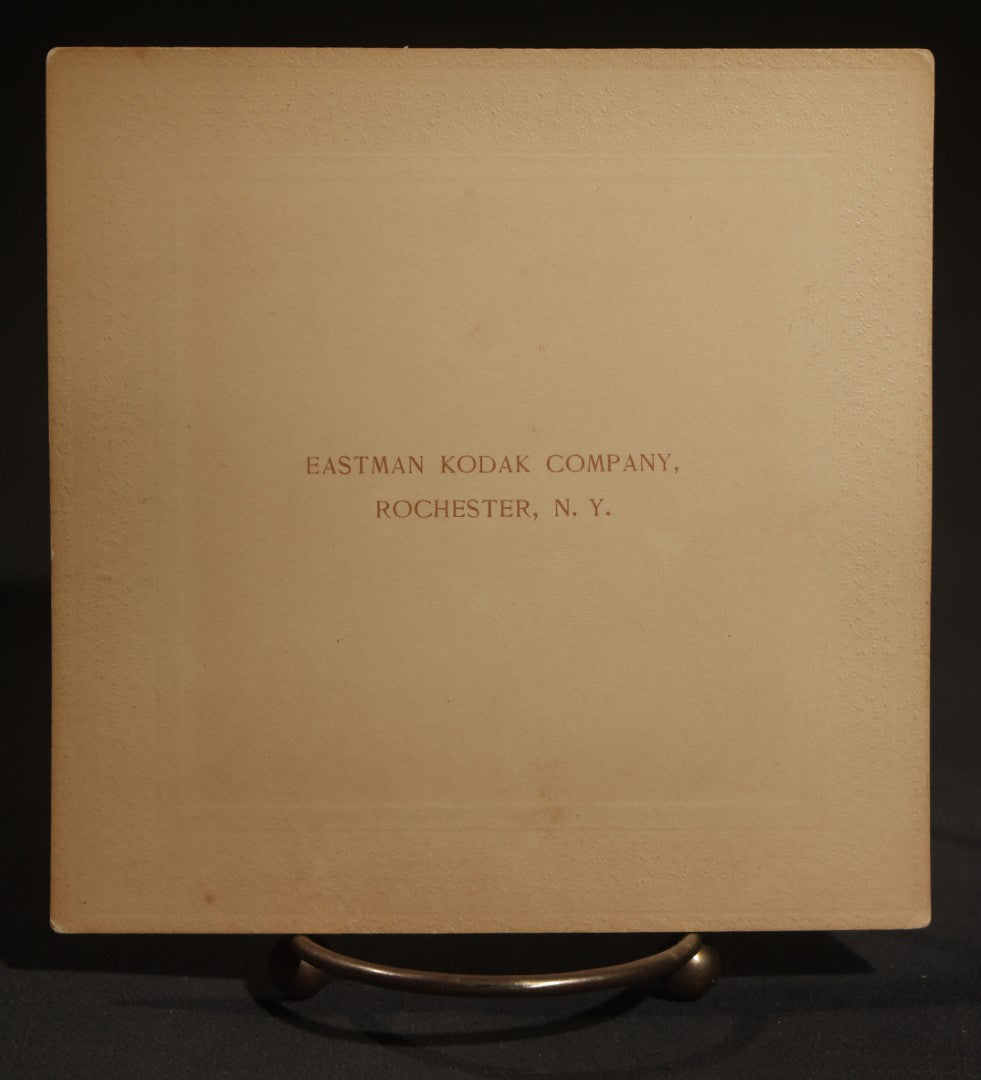 EASTMAN KODAK COMPANY,
ROCHESTER, N. Y.